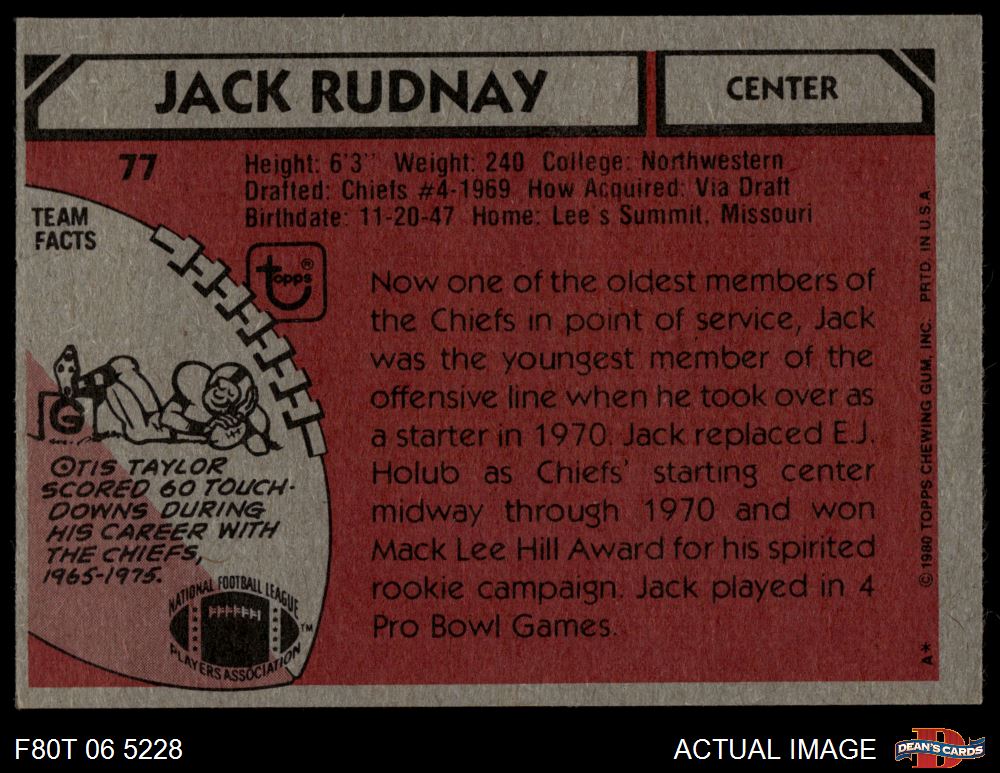 JACK RUDNAY
CENTER
77
Height: 6'3" Weight: 240 College: Northwestern
Drafted: Chiefs #4-1969 How Acquired: Via Draft
Birthdate: 11-20-47 Home: Lee's Summit, Missouri
TEAM
FACTS
topps®
Now one of the oldest members of
the Chiefs in point of service, Jack
was the youngest member of the
offensive line when he took over as
a starter in 1970. Jack replaced E.J.
Holub as Chiefs' starting center
midway through 1970 and won
Mack Lee Hill Award for his spirited
rookie campaign. Jack played in 4
Pro Bowl Games.
G
OTIS TAYLOR
SCORED 60 TOUCH-
DOWNS DURING
HIS CAREER WITH
THE CHIEFS,
1965-1975.
NATIONAL FOOTBALL LEAGUE
PLAYERS ASSOCIATION
TM
A* © 1980 TOPPS CHEWING GUM, INC. PRTD. IN U.S.A.
F80T 06 5228
ACTUAL IMAGE
D
DEAN'S CARDS